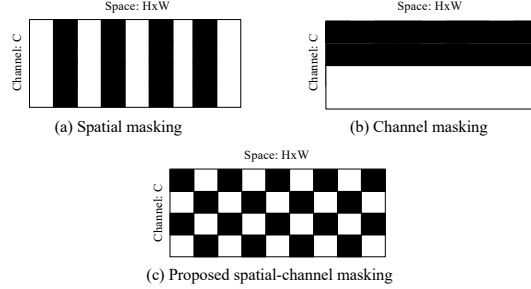 Space: HxW
Space: HxW
Channel: C
Channel: C
(a) Spatial masking
(b) Channel masking
Space: HxW
Channel: C
(c) Proposed spatial-channel masking